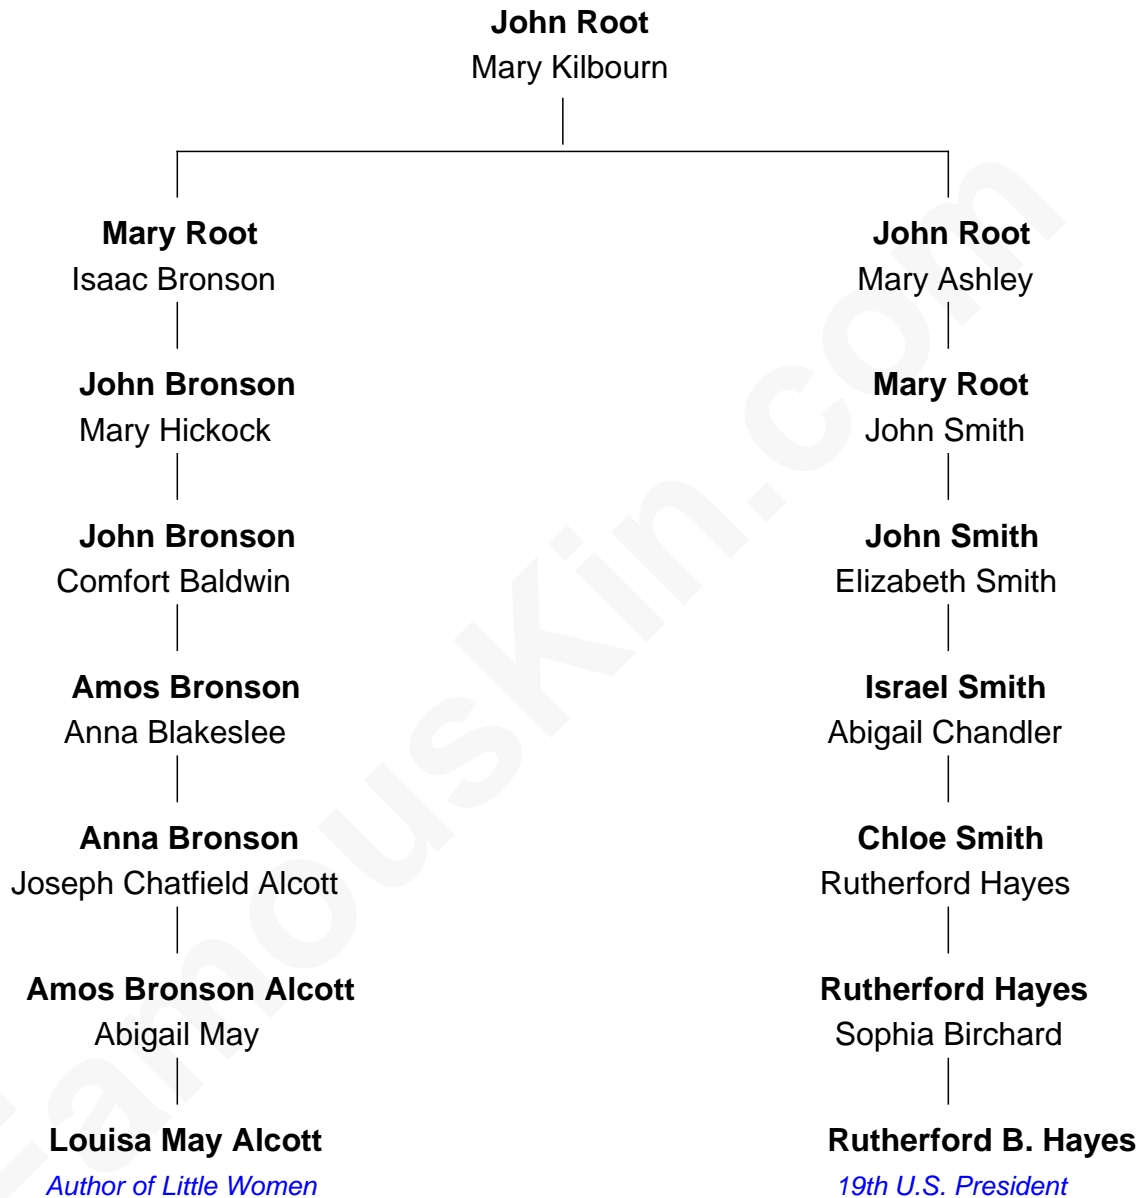 John Root
Mary Kilbourn
Mary Root
Isaac Bronson
John Bronson
Mary Hickock
John Bronson
Comfort Baldwin
Amos Bronson
Anna Blakeslee
Anna Bronson
Joseph Chatfield Alcott
Amos Bronson Alcott
Abigail May
Louisa May Alcott
Author of Little Women
John Root
Mary Ashley
Mary Root
John Smith
John Smith
Elizabeth Smith
Israel Smith
Abigail Chandler
Chloe Smith
Rutherford Hayes
Rutherford Hayes
Sophia Birchard
Rutherford B. Hayes
19th U.S. President
FamousKin.com